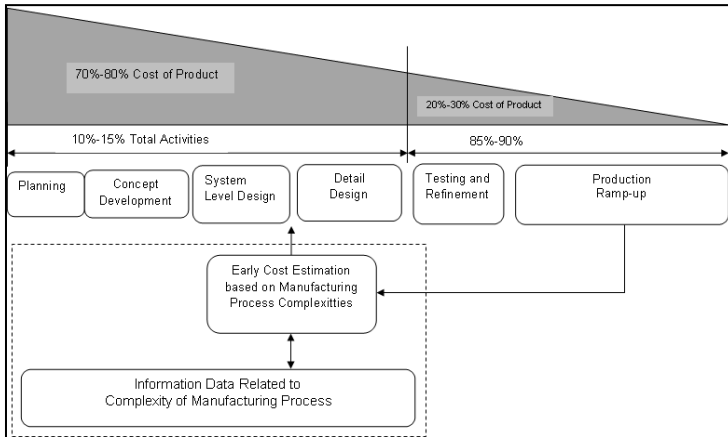 70%-80% Cost of Product
20%-30% Cost of Product
10%-15% Total Activities
85%-90%
Planning
Concept
Development
System
Level Design
Detail
Design
Testing and
Refinement
Production
Ramp-up
Early Cost Estimation
based on Manufacturing
Process Complexitties
Information Data Related to
Complexity of Manufacturing Process